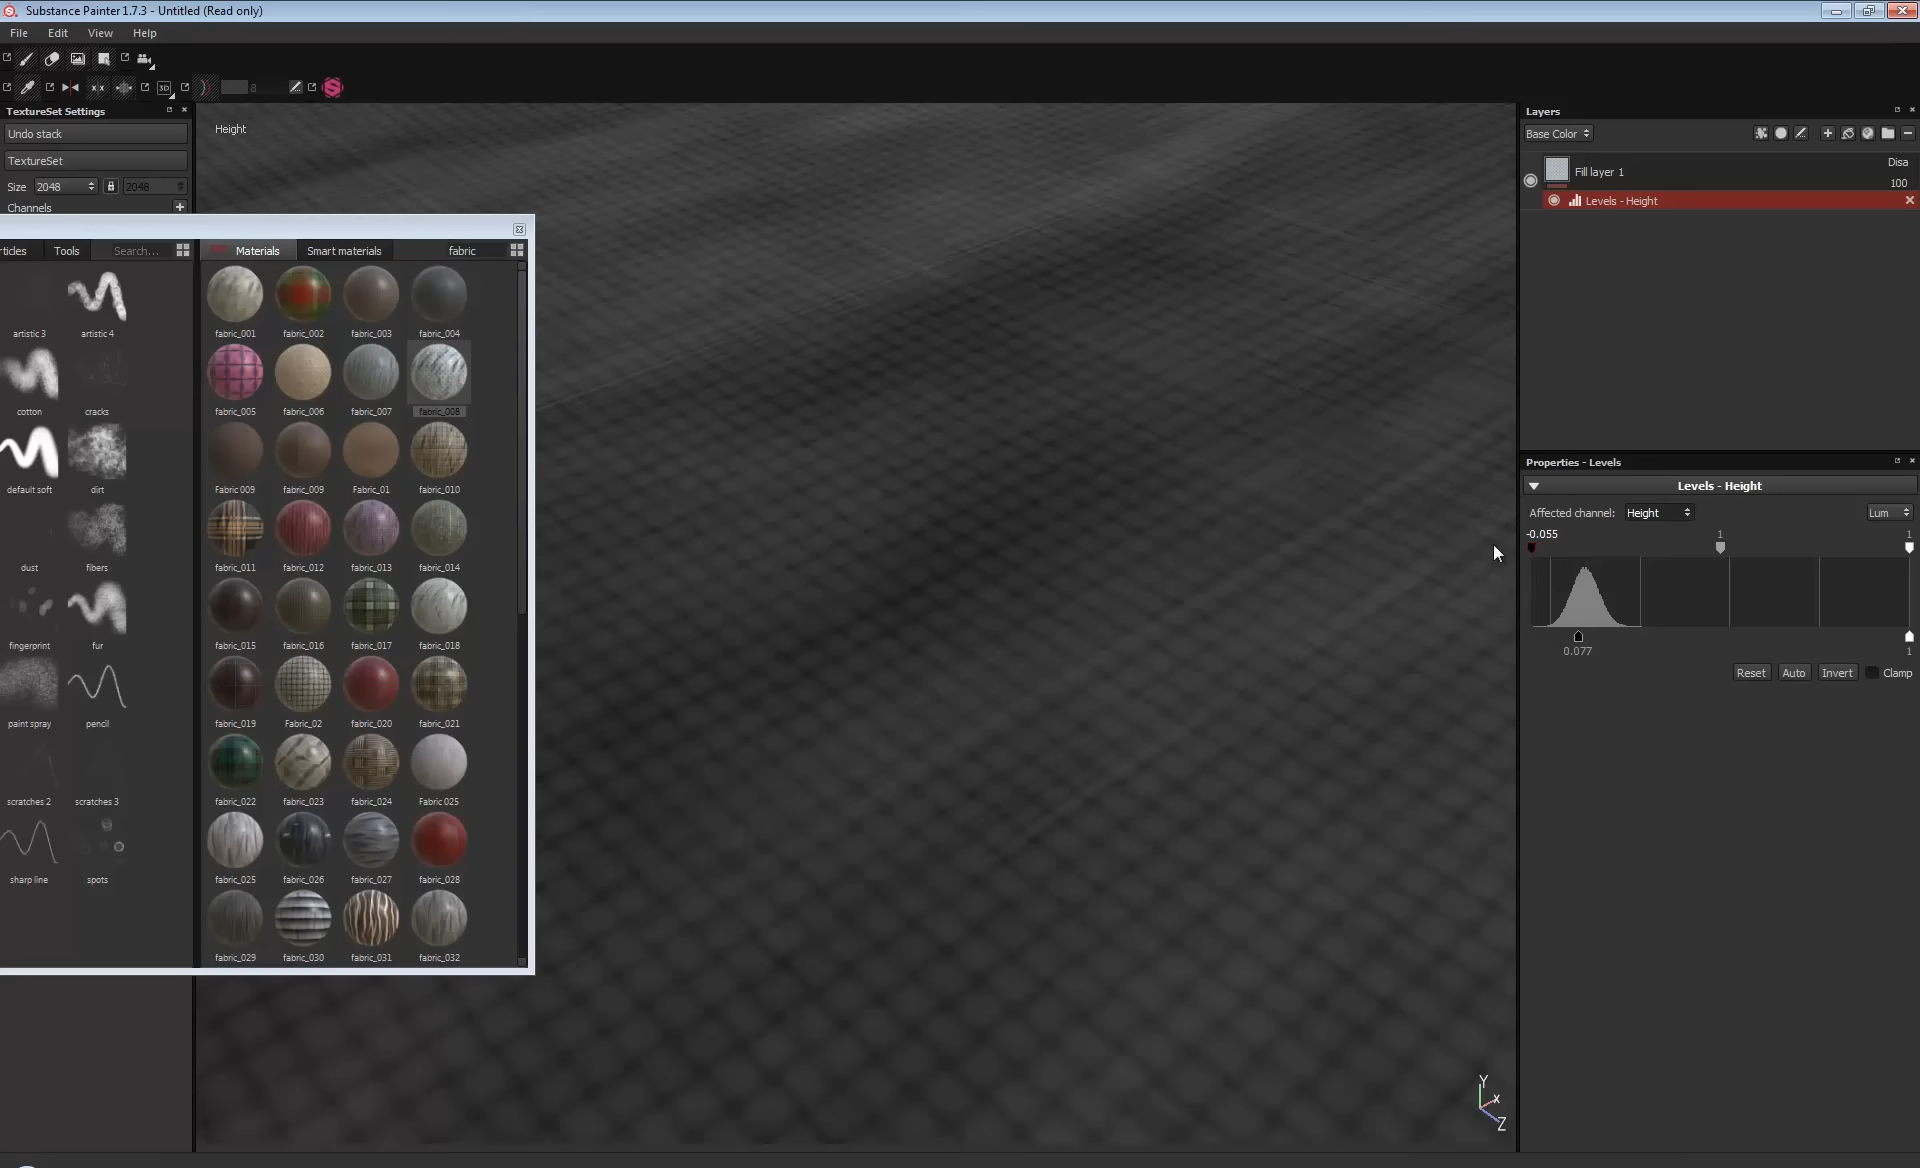 Substance Painter 1.7.3 - Untitled (Read only)
File Edit View Help
3D
8
TextureSet Settings
Undo stack
TextureSet
Size 2048 2048
Channels
Height
rticles Tools Search...
artistic 3 artistic 4
cotton cracks
default soft dirt
dust fibers
fingerprint fur
paint spray pencil
scratches 2 scratches 3
sharp line spots
Materials Smart materials fabric
fabric_001 fabric_002 fabric_003 fabric_004
fabric_005 fabric_006 fabric_007 fabric_008
Fabric 009 fabric_009 Fabric_01 fabric_010
fabric_011 fabric_012 fabric_013 fabric_014
fabric_015 fabric_016 fabric_017 fabric_018
fabric_019 Fabric_02 fabric_020 fabric_021
fabric_022 fabric_023 fabric_024 Fabric 025
fabric_025 fabric_026 fabric_027 fabric_028
fabric_029 fabric_030 fabric_031 fabric_032
Y
X
Z
Layers
Base Color
Fill layer 1 Disa
100
Levels - Height
Properties - Levels
Levels - Height
Affected channel: Height Lum
-0.055 1 1
0.077 1
Reset Auto Invert Clamp